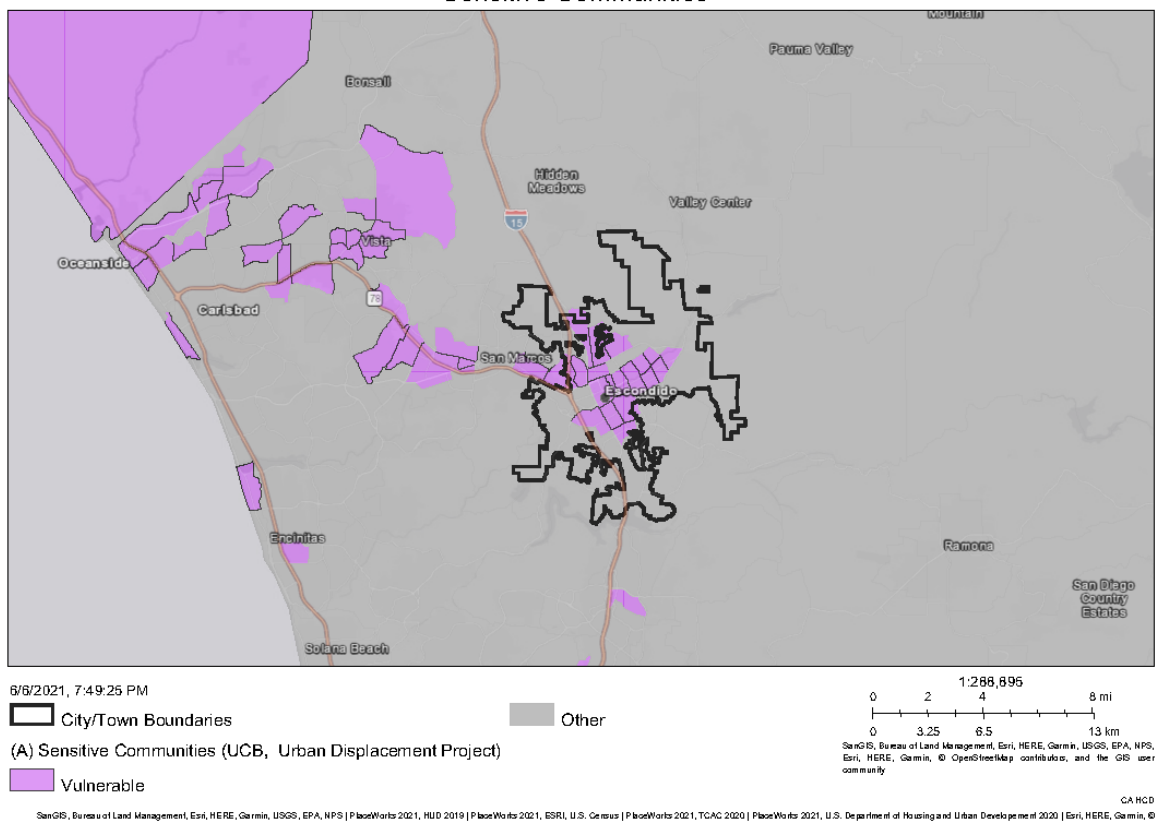 Mountain
Pauma Valley
Bonsall
Hidden
Meadows
Valley Center
15
Vista
Oceanside
78
Carlsbad
San Marcos
Escondido
Encinitas
Ramona
San Diego
Country
Estates
Solana Beach
6/6/2021, 7:49:25 PM
City/Town Boundaries
Other
(A) Sensitive Communities (UCB, Urban Displacement Project)
Vulnerable
1:288,895
0 2 4 8 mi
0 3.25 6.5 13 km
SanGIS, Bureau of Land Management, Esri, HERE, Garmin, USGS, EPA, NPS,
Esri, HERE, Garmin, © OpenStreetMap contributors, and the GIS user
community
CA HCD
SanGIS, Bureau of Land Management, Esri, HERE, Garmin, USGS, EPA, NPS | PlaceWorks 2021, HUD 2019 | PlaceWorks 2021, ESRI, U.S. Census | PlaceWorks 2021, TCAC 2020 | PlaceWorks 2021, U.S. Department of Housing and Urban Developement 2020 | Esri, HERE, Garmin, ©